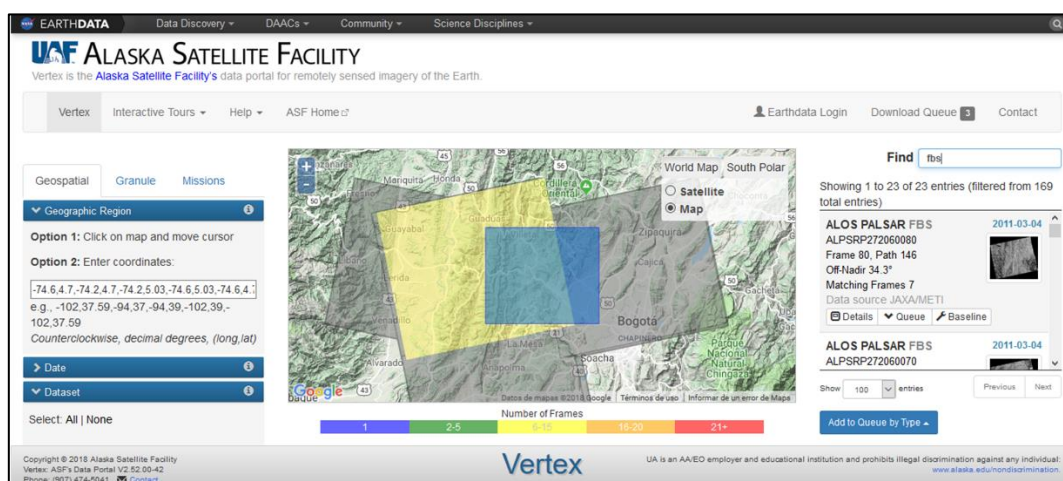 EARTHDATA Data Discovery DAACs Community Science Disciplines
UAF ALASKA SATELLITE FACILITY
Vertex is the Alaska Satellite Facility's data portal for remotely sensed imagery of the Earth.
Vertex Interactive Tours Help ASF Home Earthdata Login Download Queue 3 Contact
Geospatial Granule Missions
Geographic Region
Option 1: Click on map and move cursor
Option 2: Enter coordinates:
-74.6,4.7,-74.2,4.7,-74.2,5.03,-74.6,5.03,-74.6,4.7
e.g., -102,37.59,-94,37,-94,39,-102,39,-
102,37.59
Counterclockwise, decimal degrees, (long,lat)
Date
Dataset
Select: All | None
+
-
World Map South Polar
Satellite
Map
Mariquita Honda
Cordillera
Oriental
Guaduas
Guayabal
Zipaquirá
Cajicá
Lérida
Gacheta
Venadillo
Bogotá
CHAPINERO
La Mesa
Soacha
Anapoima
Alvarado
Parque
Nacional
Natural
Chingaza
45
56
50
43
Google
Datos de mapas ©2018 Google Términos de uso Informar de un error de Maps
Number of Frames
1 2-5 6-15 16-20 21+
Find fbs
Showing 1 to 23 of 23 entries (filtered from 169
total entries)
ALOS PALSAR FBS 2011-03-04
ALPSRP272060080
Frame 80, Path 146
Off-Nadir 34.3°
Matching Frames 7
Data source JAXA/METI
Details Queue Baseline
ALOS PALSAR FBS 2011-03-04
ALPSRP272060070
Show 100 entries Previous Next
Add to Queue by Type
Copyright © 2018 Alaska Satellite Facility
Vertex: ASF's Data Portal V2.52.00-42
Phone: (907) 474-5041 Contact
Vertex
UA is an AA/EO employer and educational institution and prohibits illegal discrimination against any individual:
www.alaska.edu/nondiscrimination.